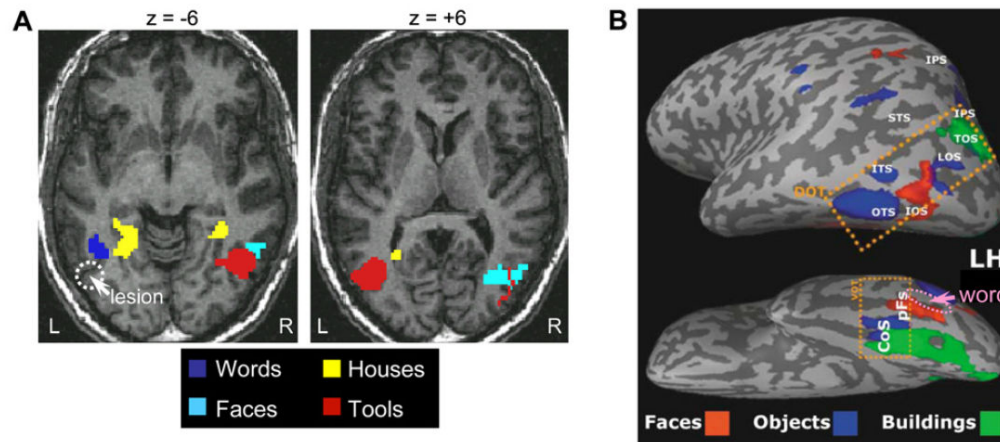 A
z = -6
z = +6
lesion
L
R
L
R
Words
Houses
Faces
Tools
B
IPS
IPS
STS
TOS
LOS
ITS
DOT
OTS
IOS
LH
VOT
pFs
word
CoS
Faces
Objects
Buildings